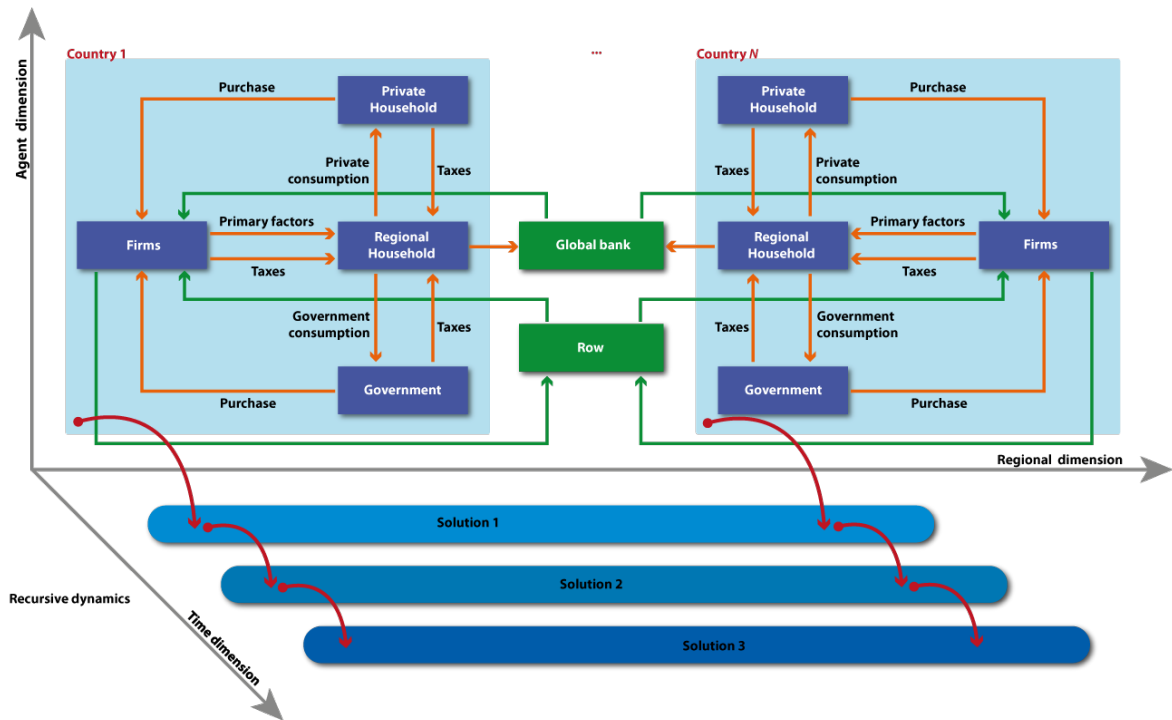 Agent dimension
Country 1
...
Country N
Purchase
Private
Household
Private
Household
Purchase
Private
consumption
Taxes
Taxes
Private
consumption
Firms
Primary factors
Taxes
Regional
Household
Global bank
Regional
Household
Primary factors
Taxes
Firms
Government
consumption
Taxes
Row
Taxes
Government
consumption
Government
Purchase
Government
Purchase
Regional dimension
Solution 1
Solution 2
Solution 3
Recursive dynamics
Time dimension